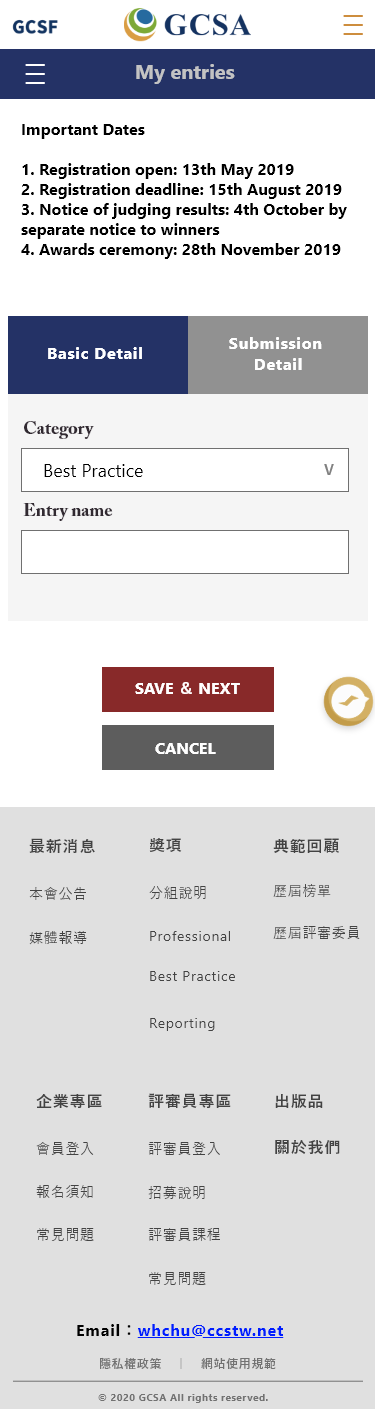 GCSF
GCSA
My entries
Important Dates
1. Registration open: 13th May 2019
2. Registration deadline: 15th August 2019
3. Notice of judging results: 4th October by
separate notice to winners
4. Awards ceremony: 28th November 2019
Basic Detail
Submission
Detail
Category
Best Practice V
Entry name
SAVE & NEXT
CANCEL
最新消息
本會公告
媒體報導
獎項
分組說明
Professional
Best Practice
Reporting
典範回顧
歷屆榜單
歷屆評審委員
企業專區
會員登入
報名須知
常見問題
評審員專區
評審員登入
招募說明
評審員課程
常見問題
出版品
關於我們
Email：whchu@ccstw.net
隱私權政策 | 網站使用規範
© 2020 GCSA All rights reserved.